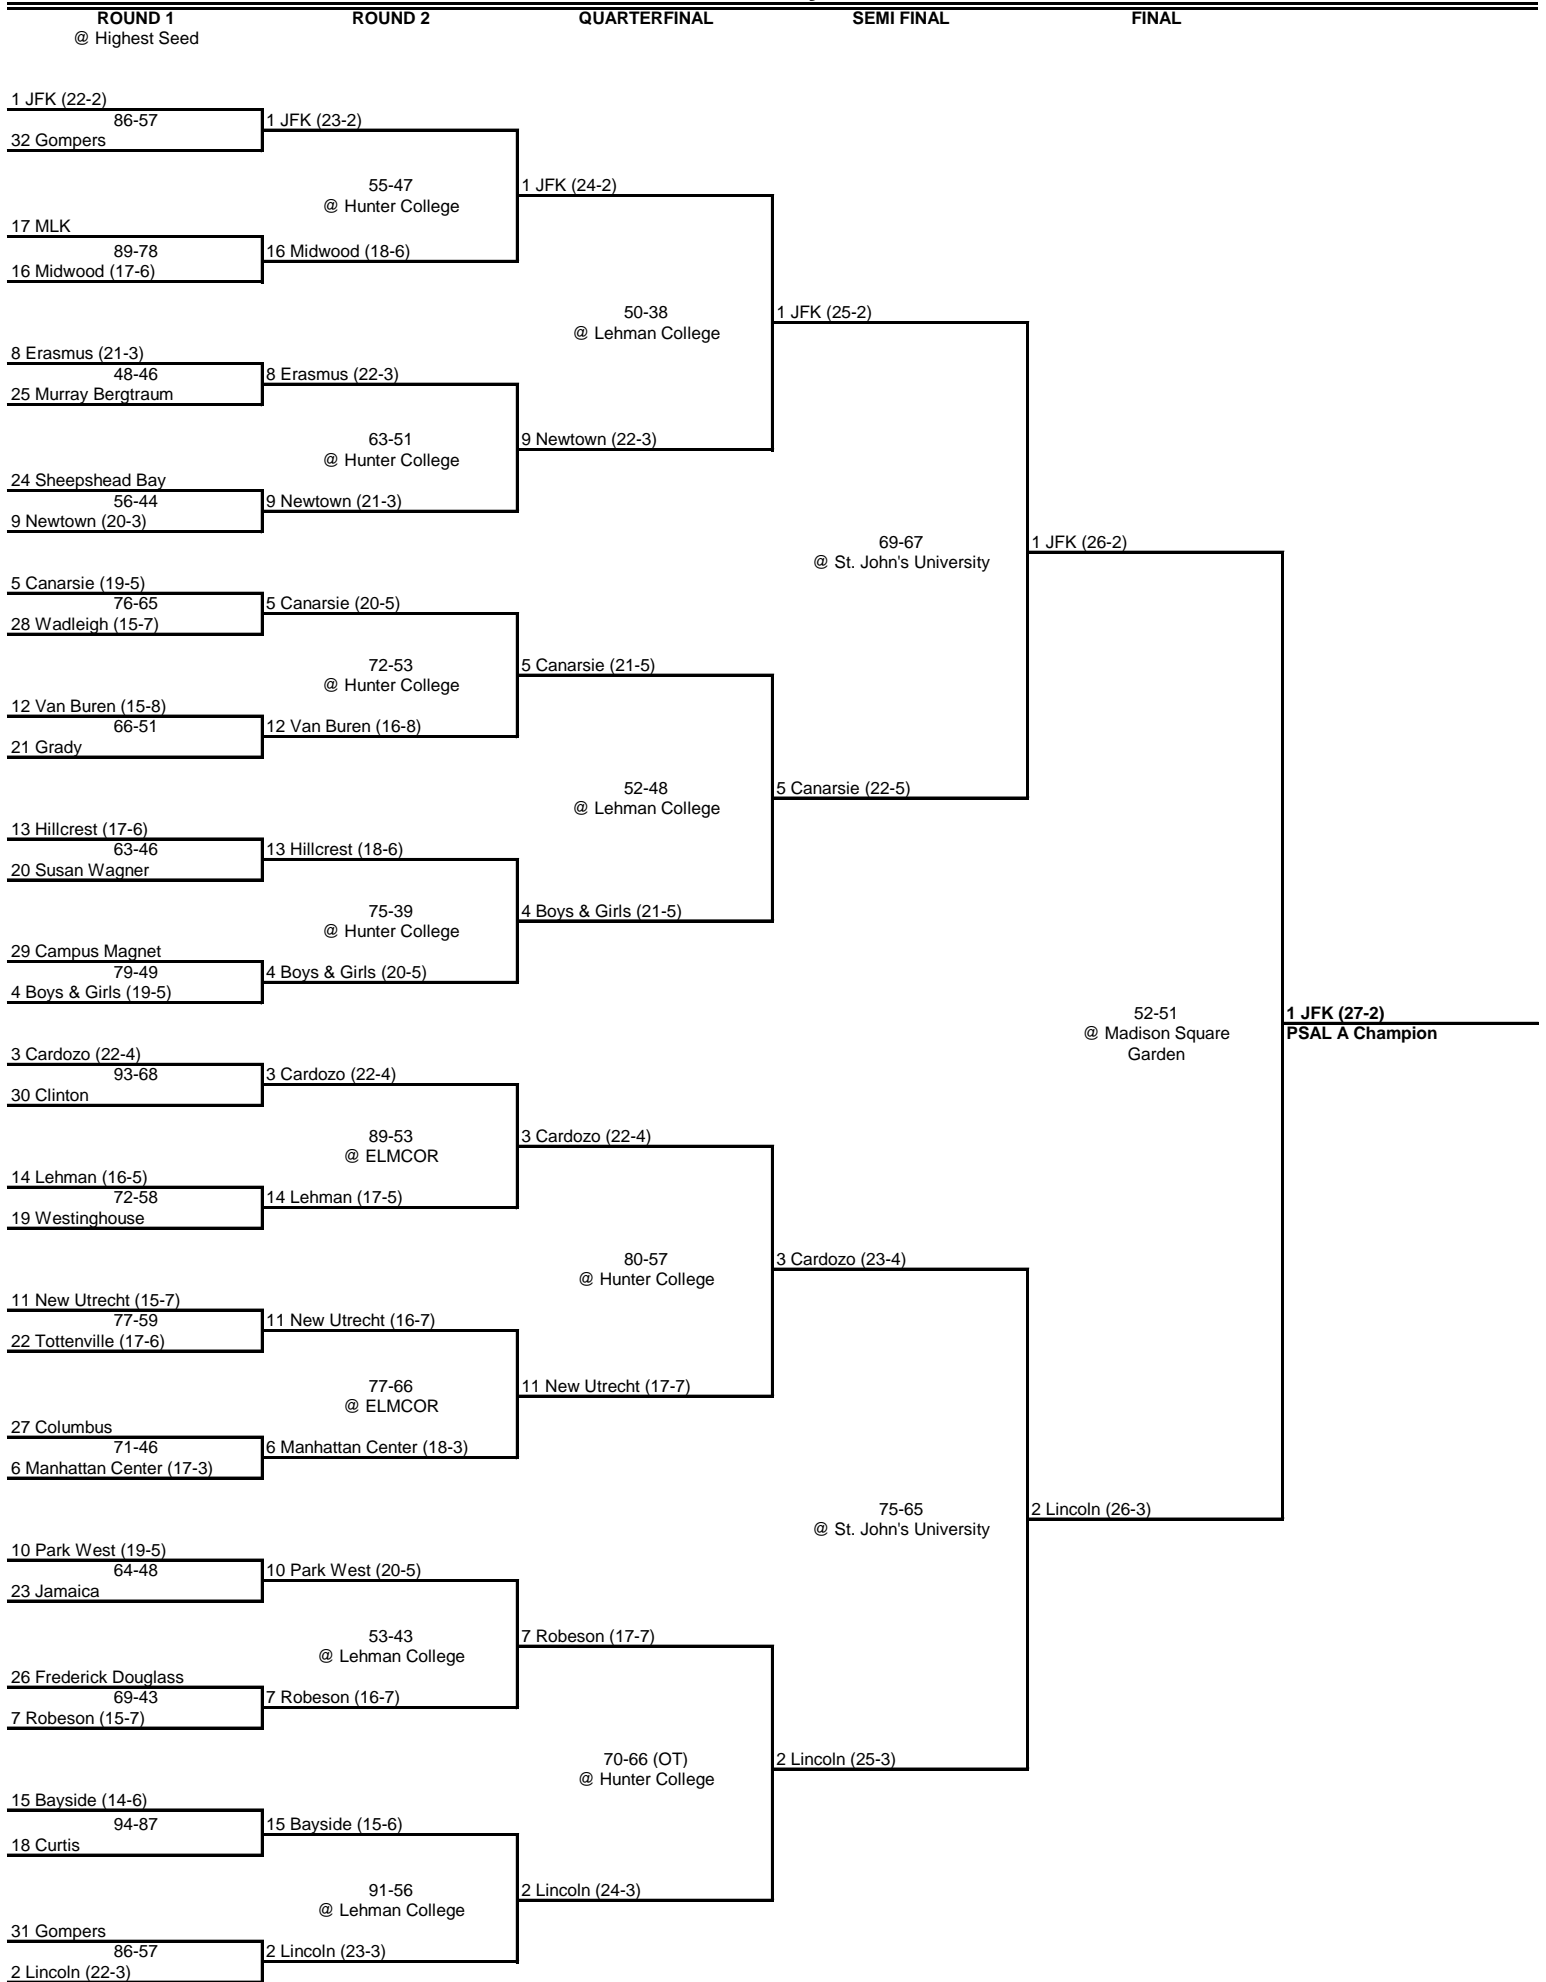 ROUND 1
@ Highest Seed
ROUND 2
QUARTERFINAL
SEMI FINAL
FINAL
1 JFK (22-2)
86-57
32 Gompers
1 JFK (23-2)
55-47
@ Hunter College
1 JFK (24-2)
17 MLK
89-78
16 Midwood (17-6)
16 Midwood (18-6)
50-38
@ Lehman College
1 JFK (25-2)
8 Erasmus (21-3)
48-46
25 Murray Bergtraum
8 Erasmus (22-3)
63-51
@ Hunter College
9 Newtown (22-3)
24 Sheepshead Bay
56-44
9 Newtown (20-3)
9 Newtown (21-3)
69-67
@ St. John's University
1 JFK (26-2)
5 Canarsie (19-5)
76-65
28 Wadleigh (15-7)
5 Canarsie (20-5)
72-53
@ Hunter College
5 Canarsie (21-5)
12 Van Buren (15-8)
66-51
21 Grady
12 Van Buren (16-8)
52-48
@ Lehman College
5 Canarsie (22-5)
13 Hillcrest (17-6)
63-46
20 Susan Wagner
13 Hillcrest (18-6)
75-39
@ Hunter College
4 Boys & Girls (21-5)
29 Campus Magnet
79-49
4 Boys & Girls (19-5)
4 Boys & Girls (20-5)
52-51
@ Madison Square
Garden
1 JFK (27-2)
PSAL A Champion
3 Cardozo (22-4)
93-68
30 Clinton
3 Cardozo (22-4)
89-53
@ ELMCOR
3 Cardozo (22-4)
14 Lehman (16-5)
72-58
19 Westinghouse
14 Lehman (17-5)
80-57
@ Hunter College
3 Cardozo (23-4)
11 New Utrecht (15-7)
77-59
22 Tottenville (17-6)
11 New Utrecht (16-7)
77-66
@ ELMCOR
11 New Utrecht (17-7)
27 Columbus
71-46
6 Manhattan Center (17-3)
6 Manhattan Center (18-3)
75-65
@ St. John's University
2 Lincoln (26-3)
10 Park West (19-5)
64-48
23 Jamaica
10 Park West (20-5)
53-43
@ Lehman College
7 Robeson (17-7)
26 Frederick Douglass
69-43
7 Robeson (15-7)
7 Robeson (16-7)
70-66 (OT)
@ Hunter College
2 Lincoln (25-3)
15 Bayside (14-6)
94-87
18 Curtis
15 Bayside (15-6)
91-56
@ Lehman College
2 Lincoln (24-3)
31 Gompers
86-57
2 Lincoln (22-3)
2 Lincoln (23-3)